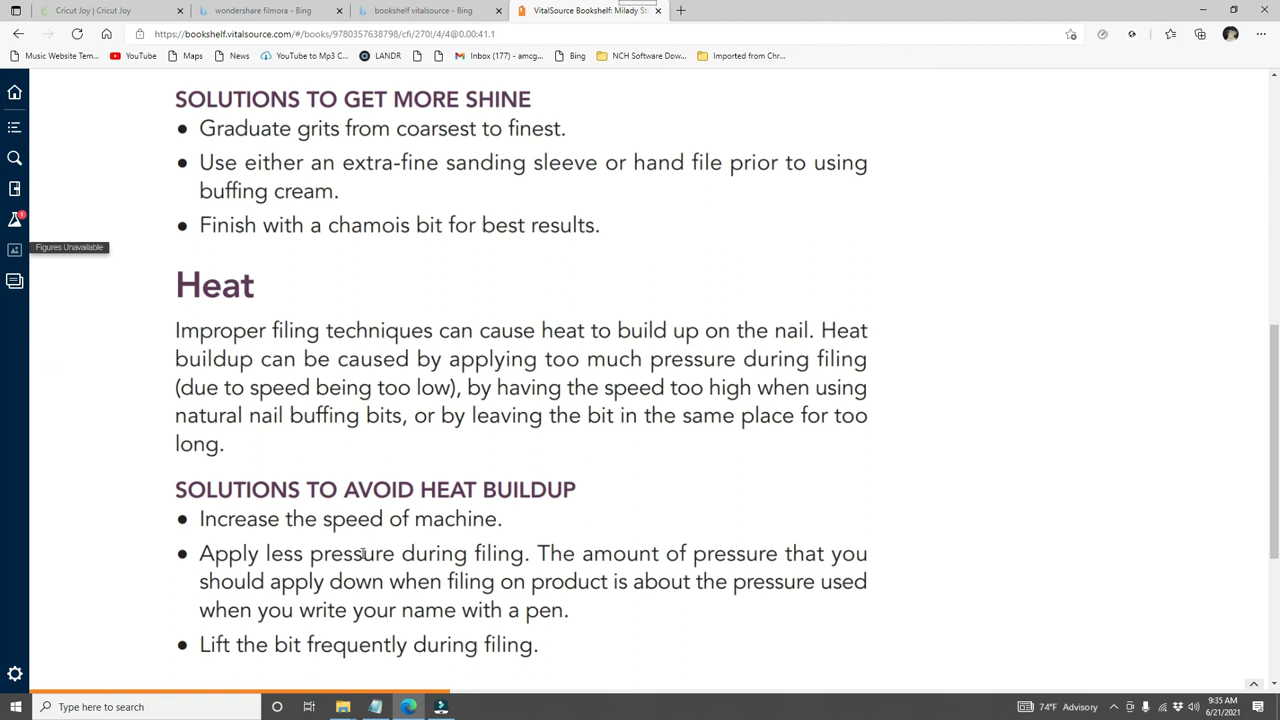 Cricut Joy | Cricut Joy
wondershare filmora - Bing
bookshelf vitalsource - Bing
VitalSource Bookshelf: Milady St
https://bookshelf.vitalsource.com/#/books/9780357638798/cfi/270!/4/4@0.00:41.1
Music Website Tem...
YouTube
Maps
News
YouTube to Mp3 C...
LANDR
Inbox (177) - amcg...
Bing
NCH Software Dow...
Imported from Chr...
SOLUTIONS TO GET MORE SHINE
• Graduate grits from coarsest to finest.
• Use either an extra-fine sanding sleeve or hand file prior to using
buffing cream.
• Finish with a chamois bit for best results.
1
Figures Unavailable
Heat
Improper filing techniques can cause heat to build up on the nail. Heat
buildup can be caused by applying too much pressure during filing
(due to speed being too low), by having the speed too high when using
natural nail buffing bits, or by leaving the bit in the same place for too
long.
SOLUTIONS TO AVOID HEAT BUILDUP
• Increase the speed of machine.
• Apply less pressure during filing. The amount of pressure that you
should apply down when filing on product is about the pressure used
when you write your name with a pen.
• Lift the bit frequently during filing.
Type here to search
74°F Advisory
9:35 AM
6/21/2021